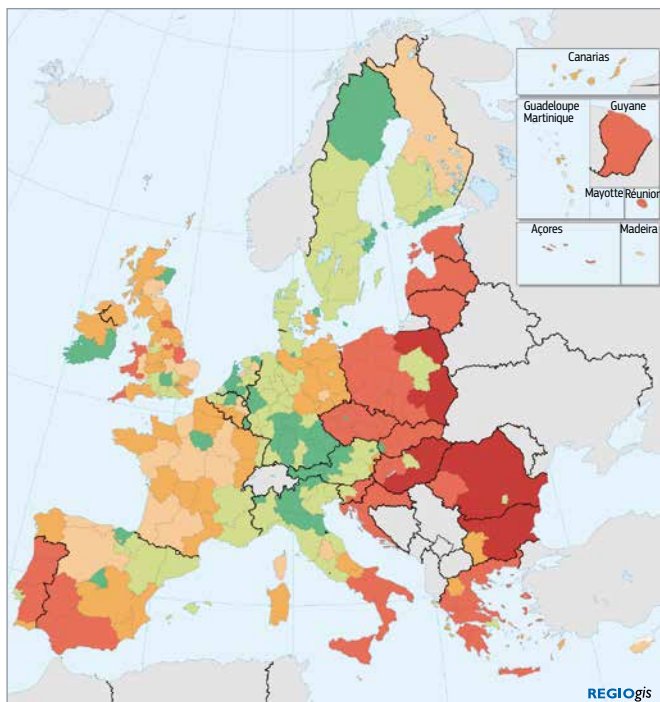 Canarias
Guadeloupe
Martinique
Guyane
Mayotte
Réunion
Açores
Madeira
REGIOgis